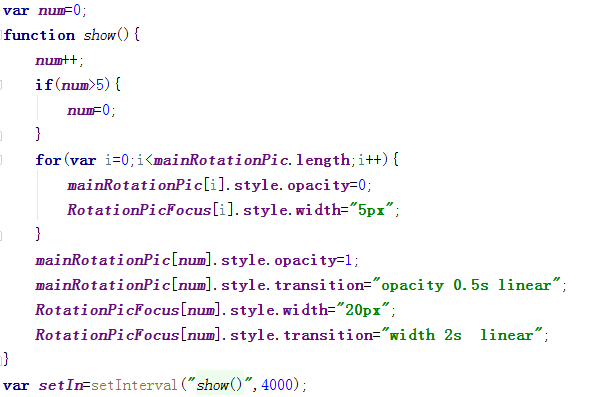 var num=0;
function show(){
    num++;
    if(num>5){
        num=0;
    }
    for(var i=0;i<mainRotationPic.length;i++){
        mainRotationPic[i].style.opacity=0;
        RotationPicFocus[i].style.width="5px";
    }
    mainRotationPic[num].style.opacity=1;
    mainRotationPic[num].style.transition="opacity 0.5s linear";
    RotationPicFocus[num].style.width="20px";
    RotationPicFocus[num].style.transition="width 2s  linear";
}
var setIn=setInterval("show()",4000);